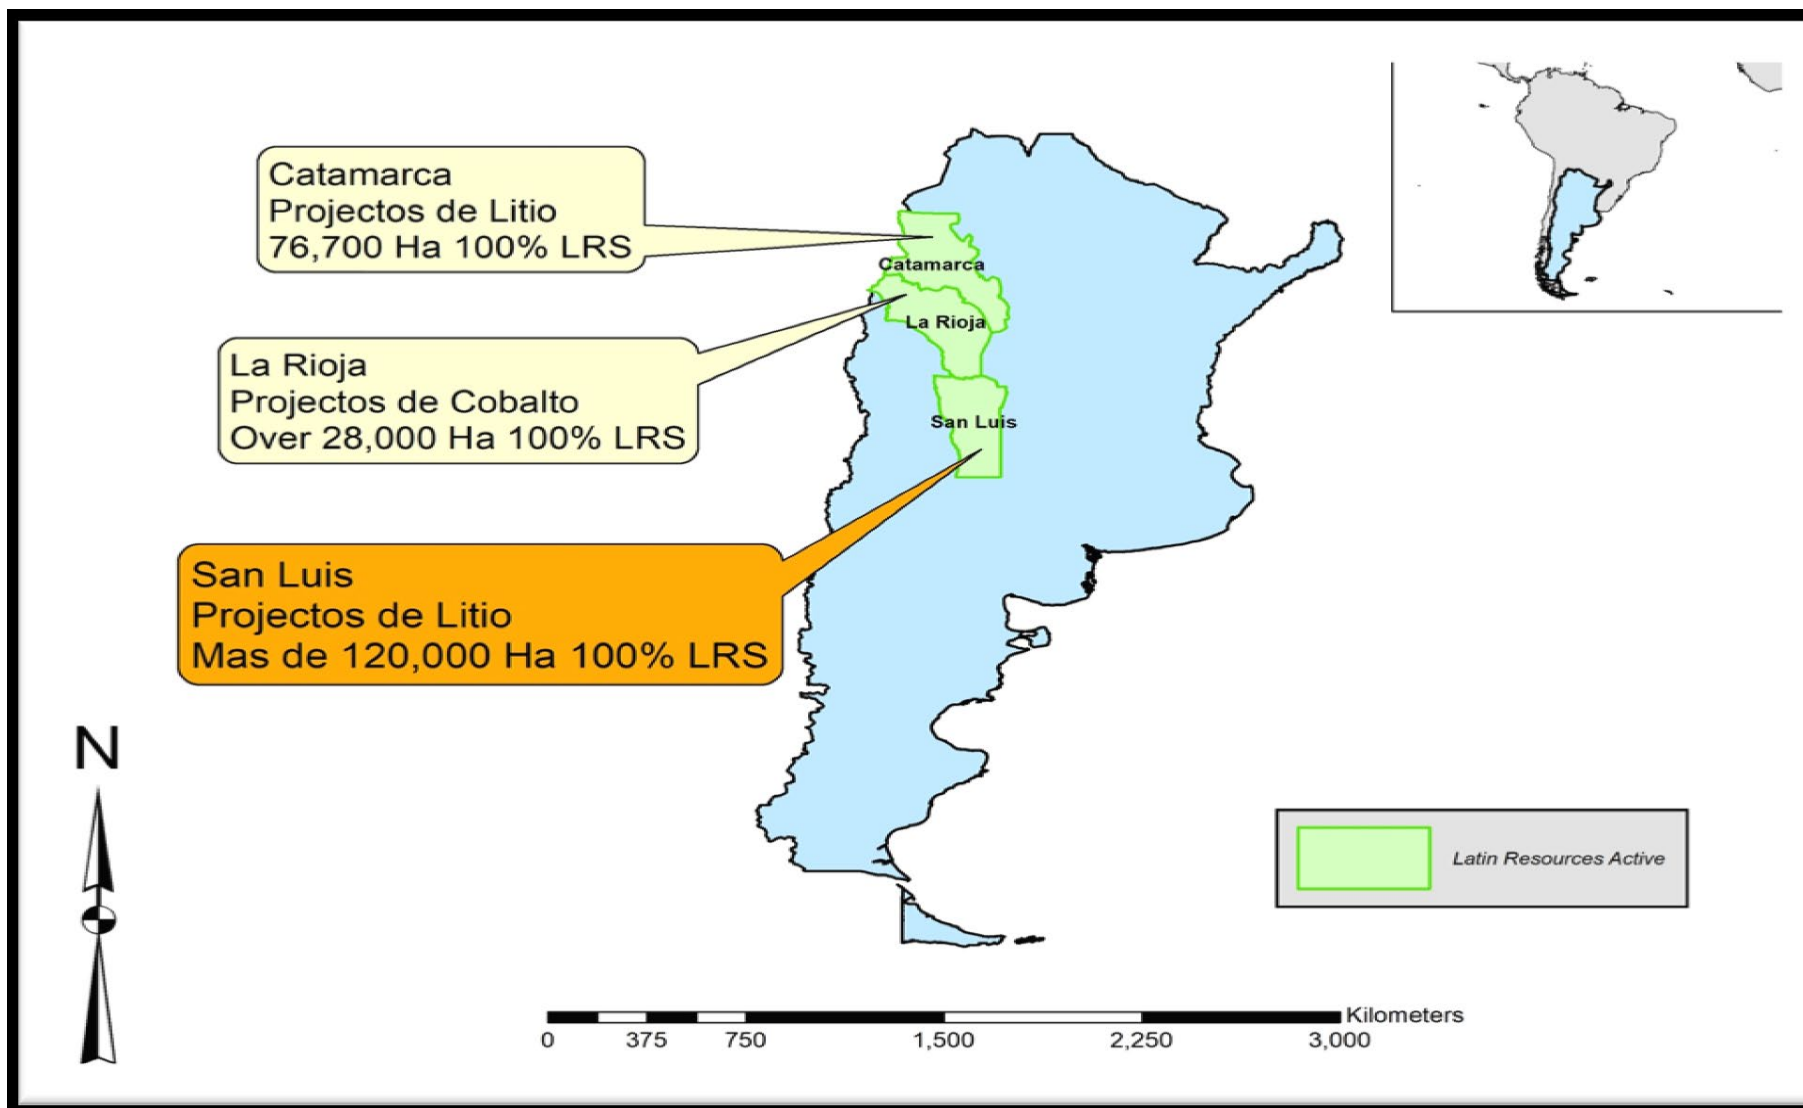 Catamarca
Projectos de Litio
76,700 Ha 100% LRS
Catamarca
La Rioja
La Rioja
Projectos de Cobalto
Over 28,000 Ha 100% LRS
San Luis
San Luis
Projectos de Litio
Mas de 120,000 Ha 100% LRS
N
Latin Resources Active
Kilometers
0 375 750 1,500 2,250 3,000